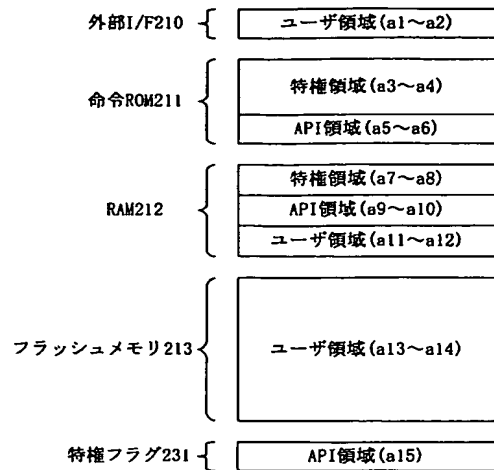 外部I/F210
ユーザ領域(a1〜a2)
命令ROM211
特権領域(a3〜a4)
API領域(a5〜a6)
RAM212
特権領域(a7〜a8)
API領域(a9〜a10)
ユーザ領域(a11〜a12)
フラッシュメモリ213
ユーザ領域(a13〜a14)
特権フラグ231
API領域(a15)